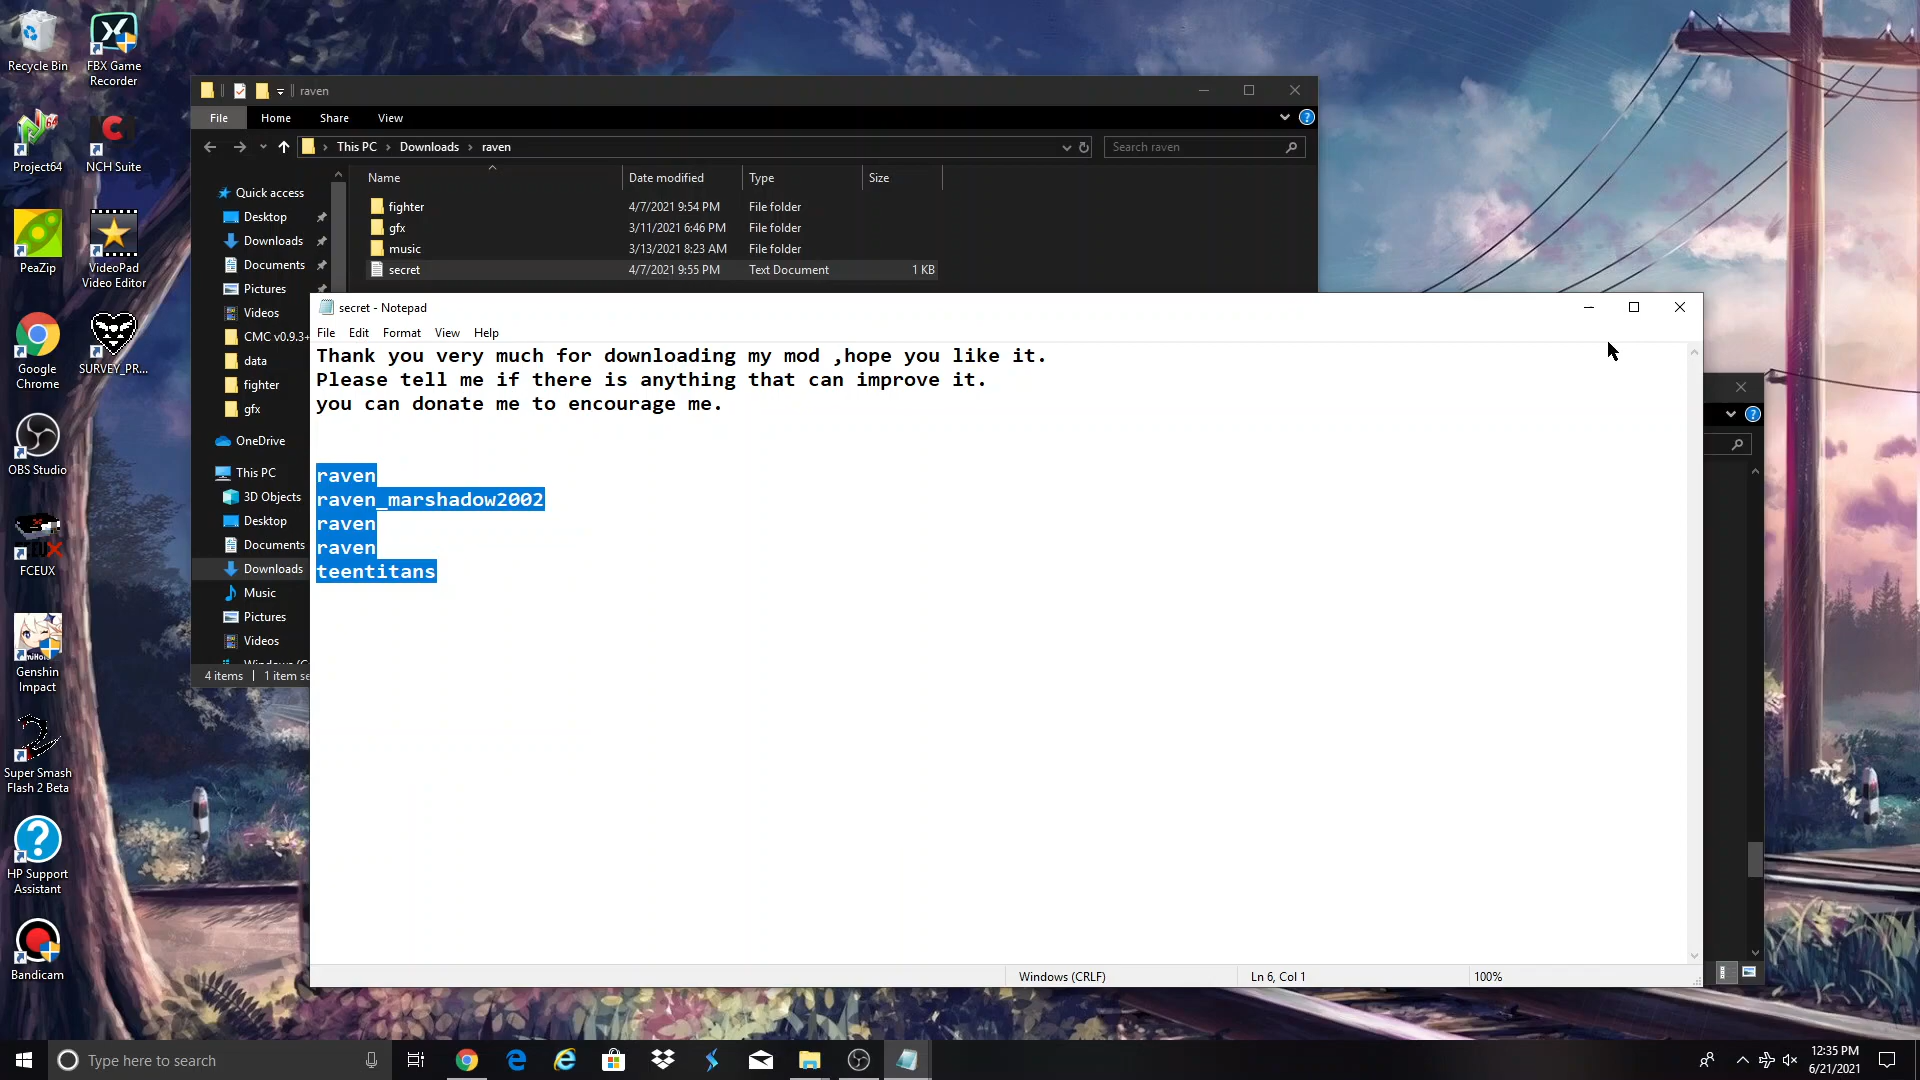 Recycle Bin
FBX Game
Recorder
Project64
NCH Suite
PeaZip
VideoPad
Video Editor
Google
Chrome
SURVEY_PR...
OBS Studio
FCEUX
Genshin
Impact
Super Smash
Flash 2 Beta
HP Support
Assistant
Bandicam
raven
File
Home
Share
View
This PC
Downloads
raven
Search raven
Name
Date modified
Type
Size
fighter 4/7/2021 9:54 PM File folder
gfx 3/11/2021 6:46 PM File folder
music 3/13/2021 8:23 AM File folder
secret 4/7/2021 9:55 PM Text Document 1 KB
Quick access
Desktop
Downloads
Documents
Pictures
Videos
CMC v0.9.3+
data
fighter
gfx
OneDrive
This PC
3D Objects
Desktop
Documents
Downloads
Music
Pictures
Videos
4 items 1 item se
secret - Notepad
File Edit Format View Help
Thank you very much for downloading my mod ,hope you like it.
Please tell me if there is anything that can improve it.
you can donate me to encourage me.
raven
raven_marshadow2002
raven
raven
teentitans
Windows (CRLF)
Ln 6, Col 1
100%
Type here to search
12:35 PM
6/21/2021